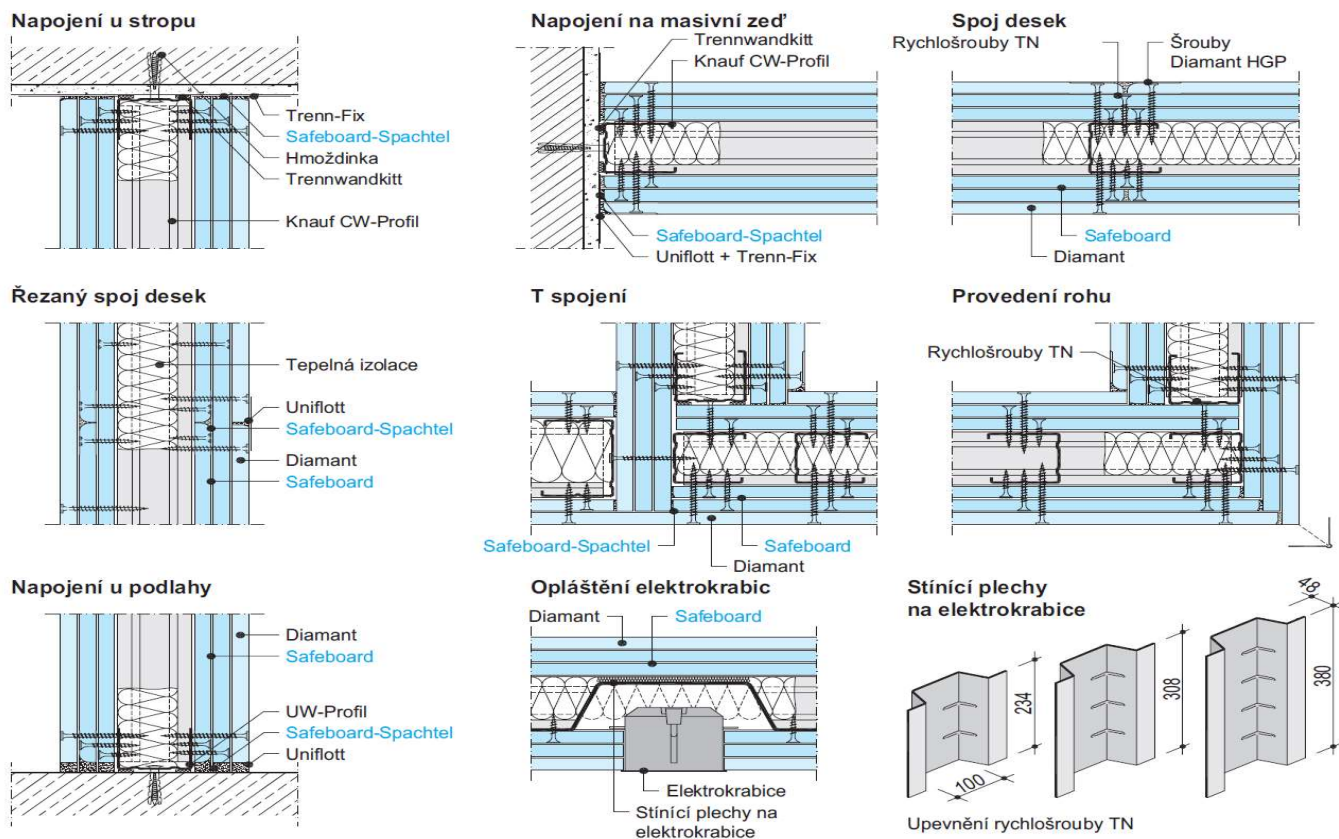 Napojení u stropu
Trenn-Fix
Safeboard-Spachtel
Hmoždinka
Trennwandkitt
Knauf CW-Profil
Napojení na masivní zeď
Trennwandkitt
Knauf CW-Profil
Safeboard-Spachtel
Uniflott + Trenn-Fix
Spoj desek
Rychlošrouby TN
Šrouby
Diamant HGP
Safeboard
Diamant
Řezaný spoj desek
Tepelná izolace
Uniflott
Safeboard-Spachtel
Diamant
Safeboard
T spojení
Safeboard-Spachtel
Safeboard
Diamant
Provedení rohu
Rychlošrouby TN
Napojení u podlahy
Diamant
Safeboard
UW-Profil
Safeboard-Spachtel
Uniflott
Opláštění elektrokrabic
Diamant
Safeboard
Elektrokrabice
Stínící plechy na
elektrokrabice
Stínící plechy
na elektrokrabice
48
234
308
380
100
Upevnění rychlošrouby TN